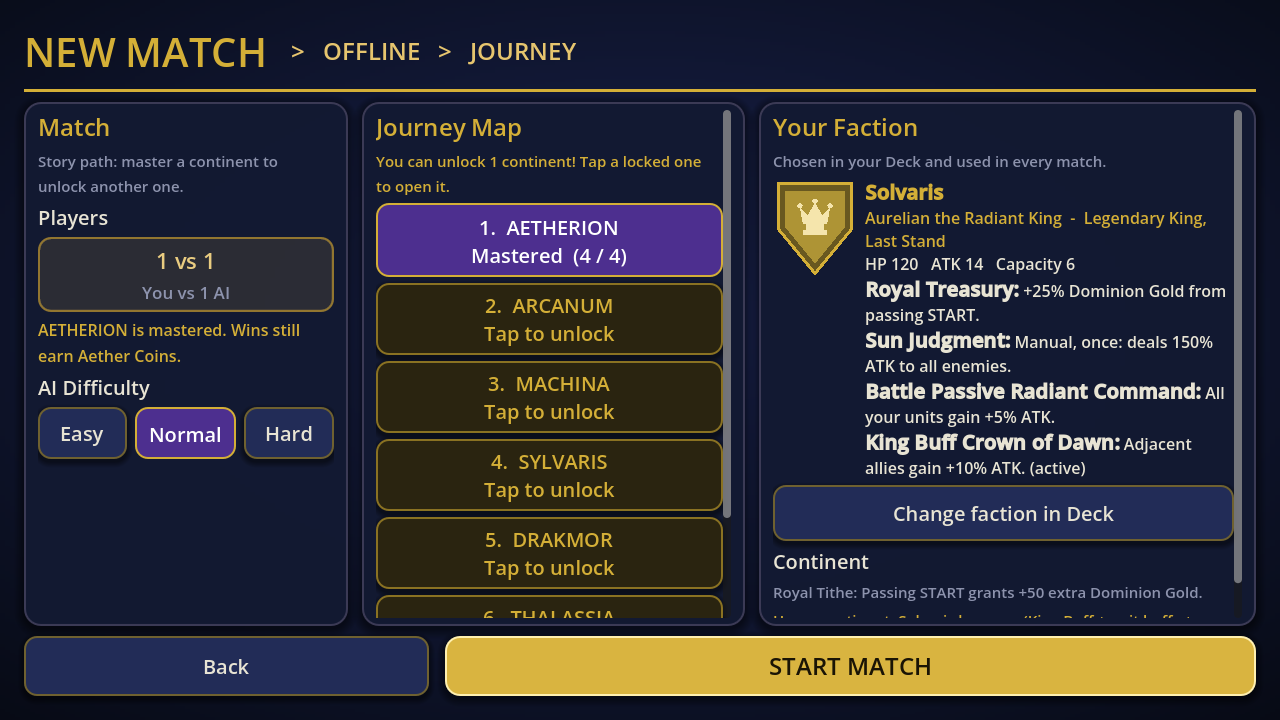 NEW MATCH > OFFLINE > JOURNEY
Match
Story path: master a continent to
unlock another one.
Players
1 vs 1
You vs 1 AI
AETHERION is mastered. Wins still
earn Aether Coins.
AI Difficulty
Easy
Normal
Hard
Journey Map
You can unlock 1 continent! Tap a locked one
to open it.
1. AETHERION
Mastered (4 / 4)
2. ARCANUM
Tap to unlock
3. MACHINA
Tap to unlock
4. SYLVARIS
Tap to unlock
5. DRAKMOR
Tap to unlock
6. THALASSIA
Your Faction
Chosen in your Deck and used in every match.
Solvaris
Aurelian the Radiant King - Legendary King,
Last Stand
HP 120 ATK 14 Capacity 6
Royal Treasury: +25% Dominion Gold from
passing START.
Sun Judgment: Manual, once: deals 150%
ATK to all enemies.
Battle Passive Radiant Command: All
your units gain +5% ATK.
King Buff Crown of Dawn: Adjacent
allies gain +10% ATK. (active)
Change faction in Deck
Continent
Royal Tithe: Passing START grants +50 extra Dominion Gold.
Back
START MATCH